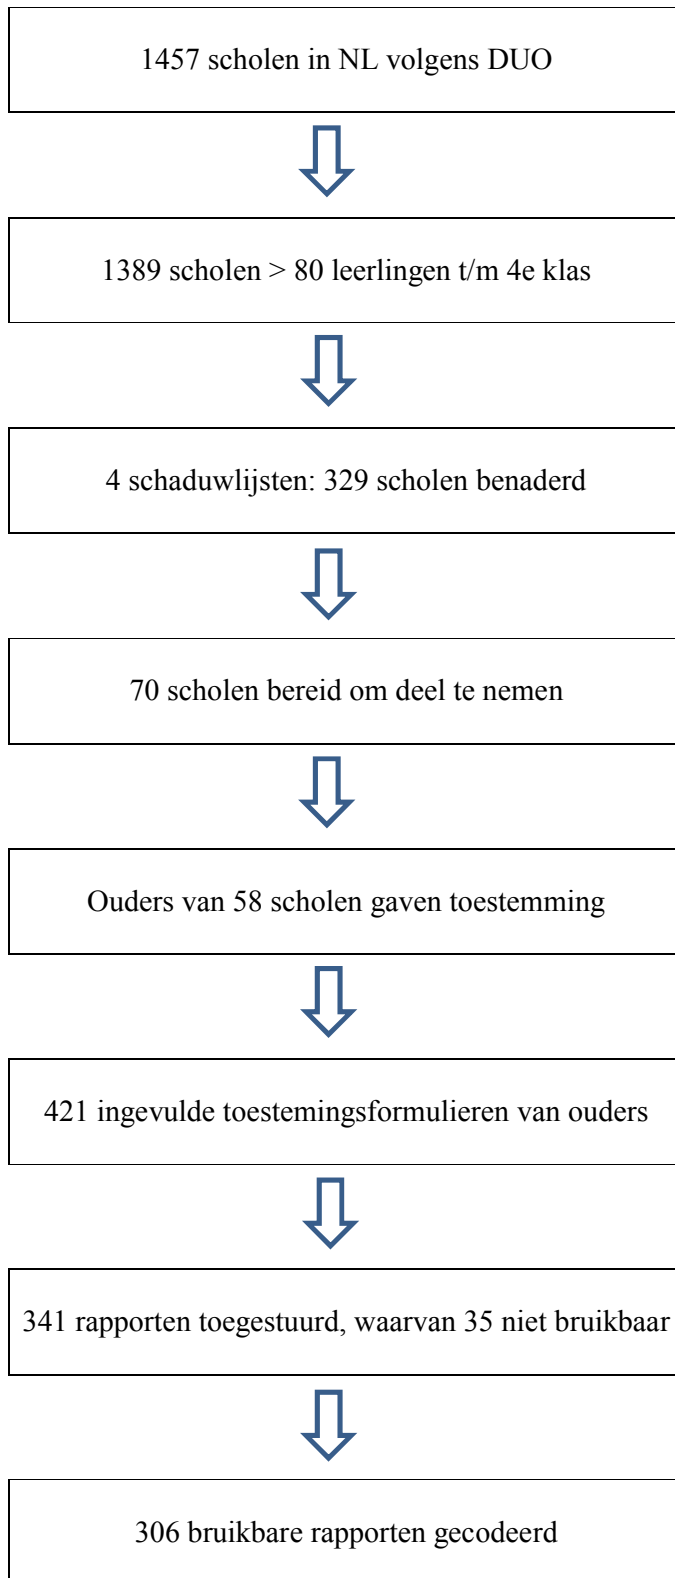 1457 scholen in NL volgens DUO
1389 scholen > 80 leerlingen t/m 4e klas
4 schaduwlijsten: 329 scholen benaderd
70 scholen bereid om deel te nemen
Ouders van 58 scholen gaven toestemming
421 ingevulde toestemingsformulieren van ouders
341 rapporten toegestuurd, waarvan 35 niet bruikbaar
306 bruikbare rapporten gecodeerd